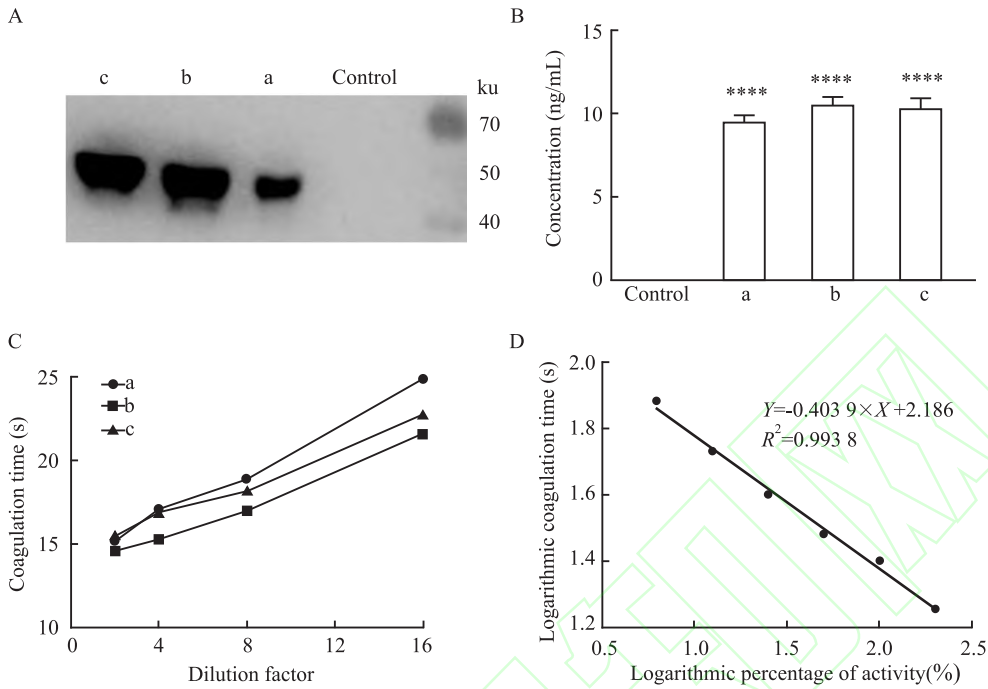 A
c b a Control
ku
70
50
40
B
Concentration (ng/mL)
15
10
5
0
**** **** ****
Control a b c
C
Coagulation time (s)
25
20
15
10
a
b
c
0 4 8 12 16
Dilution factor
D
Logarithmic coagulation time (s)
2.0
1.8
1.6
1.4
1.2
Y=-0.403 9×X+2.186
R²=0.993 8
0.5 1.0 1.5 2.0 2.5
Logarithmic percentage of activity(%)